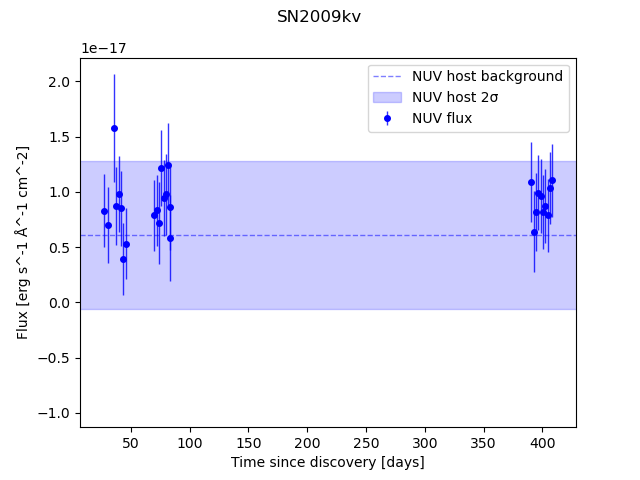 SN2009kv
1e−17
NUV host background
NUV host 2σ
NUV flux
2.0
1.5
1.0
0.5
0.0
−0.5
−1.0
Flux [erg s^-1 Å^-1 cm^-2]
50 100 150 200 250 300 350 400
Time since discovery [days]